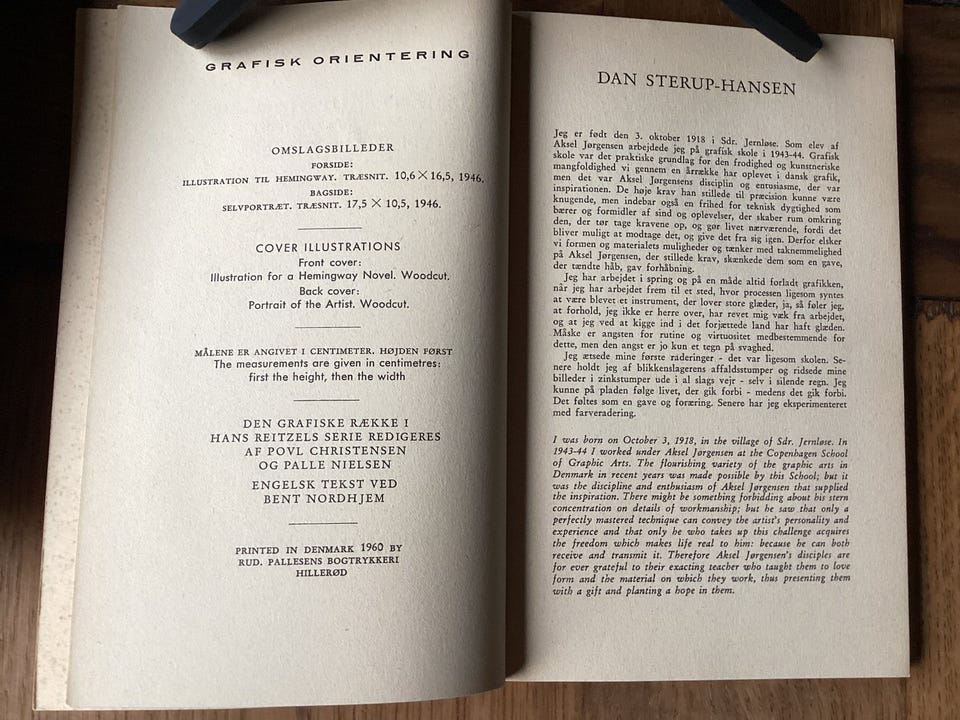 GRAFISK ORIENTERING
OMSLAGSBILLEDER
FORSIDE:
ILLUSTRATION TIL HEMINGWAY. TRÆSNIT. 10,6 × 16,5, 1946.
BAGSIDE:
SELVPORTRÆT. TRÆSNIT. 17,5 × 10,5, 1946.
COVER ILLUSTRATIONS
Front cover:
Illustration for a Hemingway Novel. Woodcut.
Back cover:
Portrait of the Artist. Woodcut.
MÅLENE ER ANGIVET I CENTIMETER. HØJDEN FØRST
The measurements are given in centimetres:
first the height, then the width
DEN GRAFISKE RÆKKE I
HANS REITZELS SERIE REDIGERES
AF POVL CHRISTENSEN
OG PALLE NIELSEN
ENGELSK TEKST VED
BENT NORDHJEM
PRINTED IN DENMARK 1960 BY
RUD. PALLESENS BOGTRYKKERI
HILLERØD
DAN STERUP-HANSEN
Jeg er født den 3. oktober 1918 i Sdr. Jernløse. Som elev af
Aksel Jørgensen arbejdede jeg på grafisk skole i 1943-44. Grafisk
skole var det praktiske grundlag for den frodighed og kunstneriske
mangfoldighed vi gennem en årrække har oplevet i dansk grafik,
men det var Aksel Jørgensens disciplin og entusiasme, der var
inspirationen. De høje krav han stillede til præcision kunne være
knugende, men indebar også en frihed for teknisk dygtighed som
bærer og formidler af sind og oplevelser, der skaber rum omkring
den, der tør tage kravene op, og gør livet nærværende, fordi det
bliver muligt at modtage det, og give det fra sig igen. Derfor elsker
vi formen og materialets muligheder og tænker med taknemmelighed
på Aksel Jørgensen, der stillede krav, skænkede dem som en gave,
der tændte håb, gav forhåbning.
Jeg har arbejdet i spring og på en måde altid forladt grafikken,
når jeg har arbejdet frem til et sted, hvor processen ligesom syntes
at være blevet et instrument, der lover store glæder, ja, så føler jeg,
at forhold, jeg ikke er herre over, har revet mig væk fra arbejdet,
og at jeg ved at kigge ind i det forjættede land har haft glæden.
Måske er angsten for rutine og virtuositet medbestemmende for
dette, men den angst er jo kun et tegn på svaghed.
Jeg ætsede mine første raderinger - det var ligesom skolen. Se-
nere holdt jeg af blikkenslagerens affaldsstumper og ridsede mine
billeder i zinkstumper ude i al slags vejr - selv i silende regn. Jeg
kunne på pladen følge livet, der gik forbi - medens det gik forbi.
Det føltes som en gave og foræring. Senere har jeg eksperimenteret
med farveradering.
I was born on October 3, 1918, in the village of Sdr. Jernløse. In
1943-44 I worked under Aksel Jørgensen at the Copenhagen School
of Graphic Arts. The flourishing variety of the graphic arts in
Denmark in recent years was made possible by this School; but it
was the discipline and enthusiasm of Aksel Jørgensen that supplied
the inspiration. There might be something forbidding about his stern
concentration on details of workmanship; but he saw that only a
perfectly mastered technique can convey the artist's personality and
experience and that only he who takes up this challenge acquires
the freedom which makes life real to him: because he can both
receive and transmit it. Therefore Aksel Jørgensen's disciples are
for ever grateful to their exacting teacher who taught them to love
form and the material on which they work, thus presenting them
with a gift and planting a hope in them.